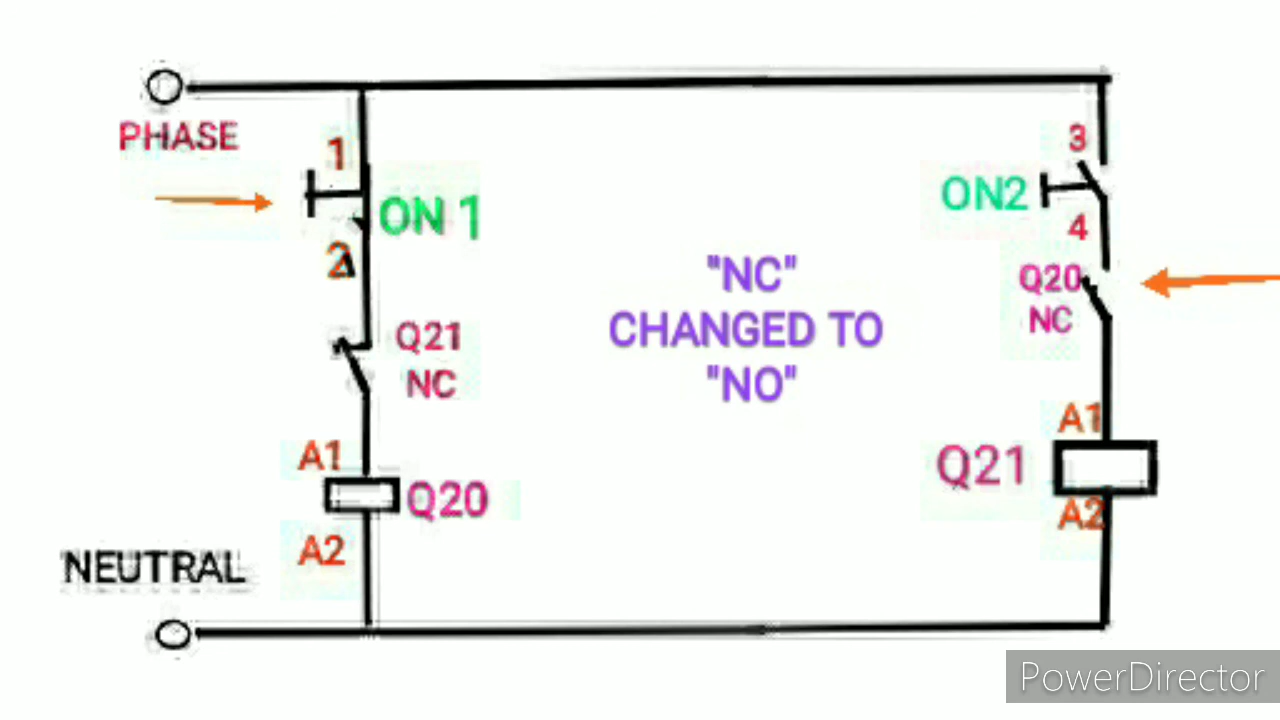 PHASE
1
ON 1
2
Q21
NC
A1
Q20
A2
NEUTRAL
"NC"
CHANGED TO
"NO"
3
ON2
4
Q20
NC
A1
Q21
A2
PowerDirector